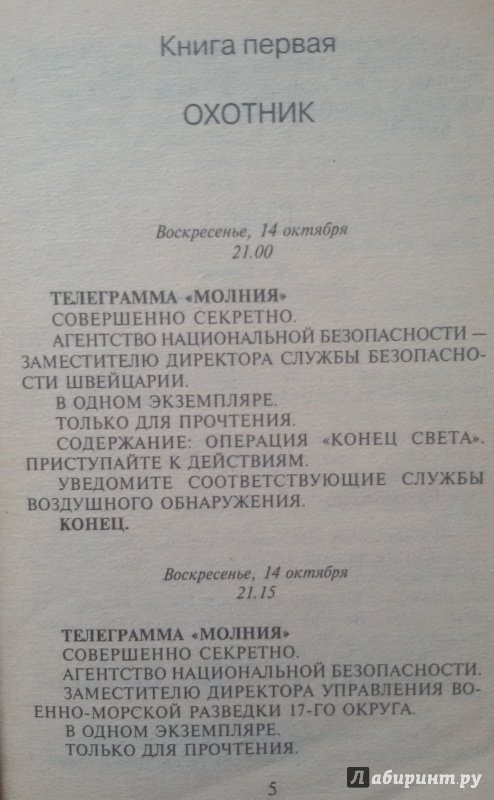 Книга первая
ОХОТНИК
Воскресенье, 14 октября
21.00
ТЕЛЕГРАММА «МОЛНИЯ»
СОВЕРШЕННО СЕКРЕТНО.
АГЕНТСТВО НАЦИОНАЛЬНОЙ БЕЗОПАСНОСТИ —
ЗАМЕСТИТЕЛЮ ДИРЕКТОРА СЛУЖБЫ БЕЗОПАСНО-
СТИ ШВЕЙЦАРИИ.
В ОДНОМ ЭКЗЕМПЛЯРЕ.
ТОЛЬКО ДЛЯ ПРОЧТЕНИЯ.
СОДЕРЖАНИЕ: ОПЕРАЦИЯ «КОНЕЦ СВЕТА».
ПРИСТУПАЙТЕ К ДЕЙСТВИЯМ.
УВЕДОМИТЕ СООТВЕТСТВУЮЩИЕ СЛУЖБЫ
ВОЗДУШНОГО ОБНАРУЖЕНИЯ.
КОНЕЦ.
Воскресенье, 14 октября
21.15
ТЕЛЕГРАММА «МОЛНИЯ»
СОВЕРШЕННО СЕКРЕТНО.
АГЕНТСТВО НАЦИОНАЛЬНОЙ БЕЗОПАСНОСТИ.
ЗАМЕСТИТЕЛЮ ДИРЕКТОРА УПРАВЛЕНИЯ ВО-
ЕННО-МОРСКОЙ РАЗВЕДКИ 17-ГО ОКРУГА.
В ОДНОМ ЭКЗЕМПЛЯРЕ.
ТОЛЬКО ДЛЯ ПРОЧТЕНИЯ.
5
Лабиринт.ру